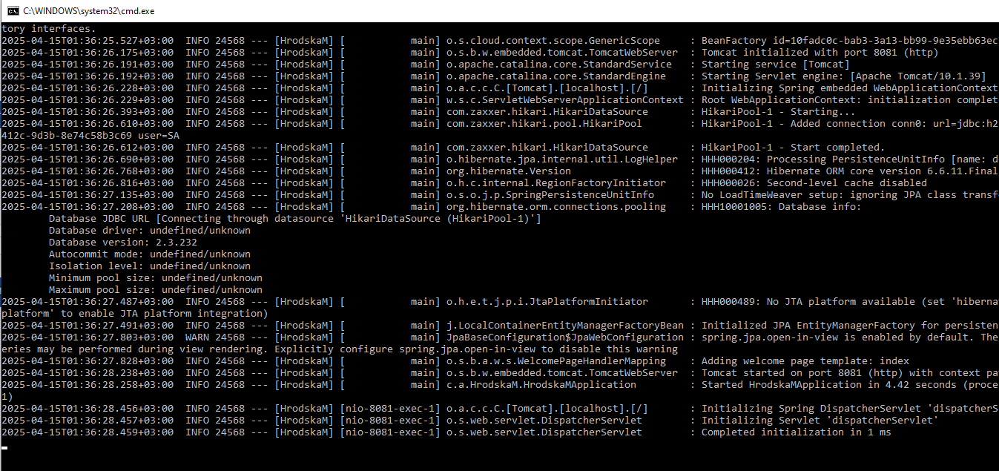 C:\WINDOWS\system32\cmd.exe
tory interfaces.
2025-04-15T01:36:25.527+03:00  INFO 24568 --- [HrodskaM] [           main] o.s.cloud.context.scope.GenericScope     : BeanFactory id=10fadc0c-bab3-3a13-bb99-9e35ebb63ec
2025-04-15T01:36:26.175+03:00  INFO 24568 --- [HrodskaM] [           main] o.s.b.w.embedded.tomcat.TomcatWebServer  : Tomcat initialized with port 8081 (http)
2025-04-15T01:36:26.191+03:00  INFO 24568 --- [HrodskaM] [           main] o.apache.catalina.core.StandardService   : Starting service [Tomcat]
2025-04-15T01:36:26.192+03:00  INFO 24568 --- [HrodskaM] [           main] o.apache.catalina.core.StandardEngine    : Starting Servlet engine: [Apache Tomcat/10.1.39]
2025-04-15T01:36:26.228+03:00  INFO 24568 --- [HrodskaM] [           main] o.a.c.c.C.[Tomcat].[localhost].[/]       : Initializing Spring embedded WebApplicationContext
2025-04-15T01:36:26.229+03:00  INFO 24568 --- [HrodskaM] [           main] w.s.c.ServletWebServerApplicationContext : Root WebApplicationContext: initialization complet
2025-04-15T01:36:26.393+03:00  INFO 24568 --- [HrodskaM] [           main] com.zaxxer.hikari.HikariDataSource       : HikariPool-1 - Starting...
2025-04-15T01:36:26.610+03:00  INFO 24568 --- [HrodskaM] [           main] com.zaxxer.hikari.pool.HikariPool        : HikariPool-1 - Added connection conn0: url=jdbc:h2
412c-9d3b-8e74c58b3c69 user=SA
2025-04-15T01:36:26.612+03:00  INFO 24568 --- [HrodskaM] [           main] com.zaxxer.hikari.HikariDataSource       : HikariPool-1 - Start completed.
2025-04-15T01:36:26.690+03:00  INFO 24568 --- [HrodskaM] [           main] o.hibernate.jpa.internal.util.LogHelper  : HHH000204: Processing PersistenceUnitInfo [name: d
2025-04-15T01:36:26.768+03:00  INFO 24568 --- [HrodskaM] [           main] org.hibernate.Version                    : HHH000412: Hibernate ORM core version 6.6.11.Final
2025-04-15T01:36:26.816+03:00  INFO 24568 --- [HrodskaM] [           main] o.h.c.internal.RegionFactoryInitiator    : HHH000026: Second-level cache disabled
2025-04-15T01:36:27.135+03:00  INFO 24568 --- [HrodskaM] [           main] o.s.o.j.p.SpringPersistenceUnitInfo      : No LoadTimeWeaver setup: ignoring JPA class transf
2025-04-15T01:36:27.208+03:00  INFO 24568 --- [HrodskaM] [           main] org.hibernate.orm.connections.pooling    : HHH10001005: Database info:
        Database JDBC URL [Connecting through datasource 'HikariDataSource (HikariPool-1)']
        Database driver: undefined/unknown
        Database version: 2.3.232
        Autocommit mode: undefined/unknown
        Isolation level: undefined/unknown
        Minimum pool size: undefined/unknown
        Maximum pool size: undefined/unknown
2025-04-15T01:36:27.487+03:00  INFO 24568 --- [HrodskaM] [           main] o.h.e.t.j.p.i.JtaPlatformInitiator       : HHH000489: No JTA platform available (set 'hiberna
platform' to enable JTA platform integration)
2025-04-15T01:36:27.491+03:00  INFO 24568 --- [HrodskaM] [           main] j.LocalContainerEntityManagerFactoryBean : Initialized JPA EntityManagerFactory for persisten
2025-04-15T01:36:27.803+03:00  WARN 24568 --- [HrodskaM] [           main] JpaBaseConfiguration$JpaWebConfiguration : spring.jpa.open-in-view is enabled by default. The
eries may be performed during view rendering. Explicitly configure spring.jpa.open-in-view to disable this warning
2025-04-15T01:36:27.828+03:00  INFO 24568 --- [HrodskaM] [           main] o.s.b.a.w.s.WelcomePageHandlerMapping    : Adding welcome page template: index
2025-04-15T01:36:28.238+03:00  INFO 24568 --- [HrodskaM] [           main] o.s.b.w.embedded.tomcat.TomcatWebServer  : Tomcat started on port 8081 (http) with context pa
2025-04-15T01:36:28.258+03:00  INFO 24568 --- [HrodskaM] [           main] c.a.HrodskaM.HrodskaMApplication         : Started HrodskaMApplication in 4.42 seconds (proce
1)
2025-04-15T01:36:28.456+03:00  INFO 24568 --- [HrodskaM] [nio-8081-exec-1] o.a.c.c.C.[Tomcat].[localhost].[/]       : Initializing Spring DispatcherServlet 'dispatcherS
2025-04-15T01:36:28.457+03:00  INFO 24568 --- [HrodskaM] [nio-8081-exec-1] o.s.web.servlet.DispatcherServlet        : Initializing Servlet 'dispatcherServlet'
2025-04-15T01:36:28.459+03:00  INFO 24568 --- [HrodskaM] [nio-8081-exec-1] o.s.web.servlet.DispatcherServlet        : Completed initialization in 1 ms